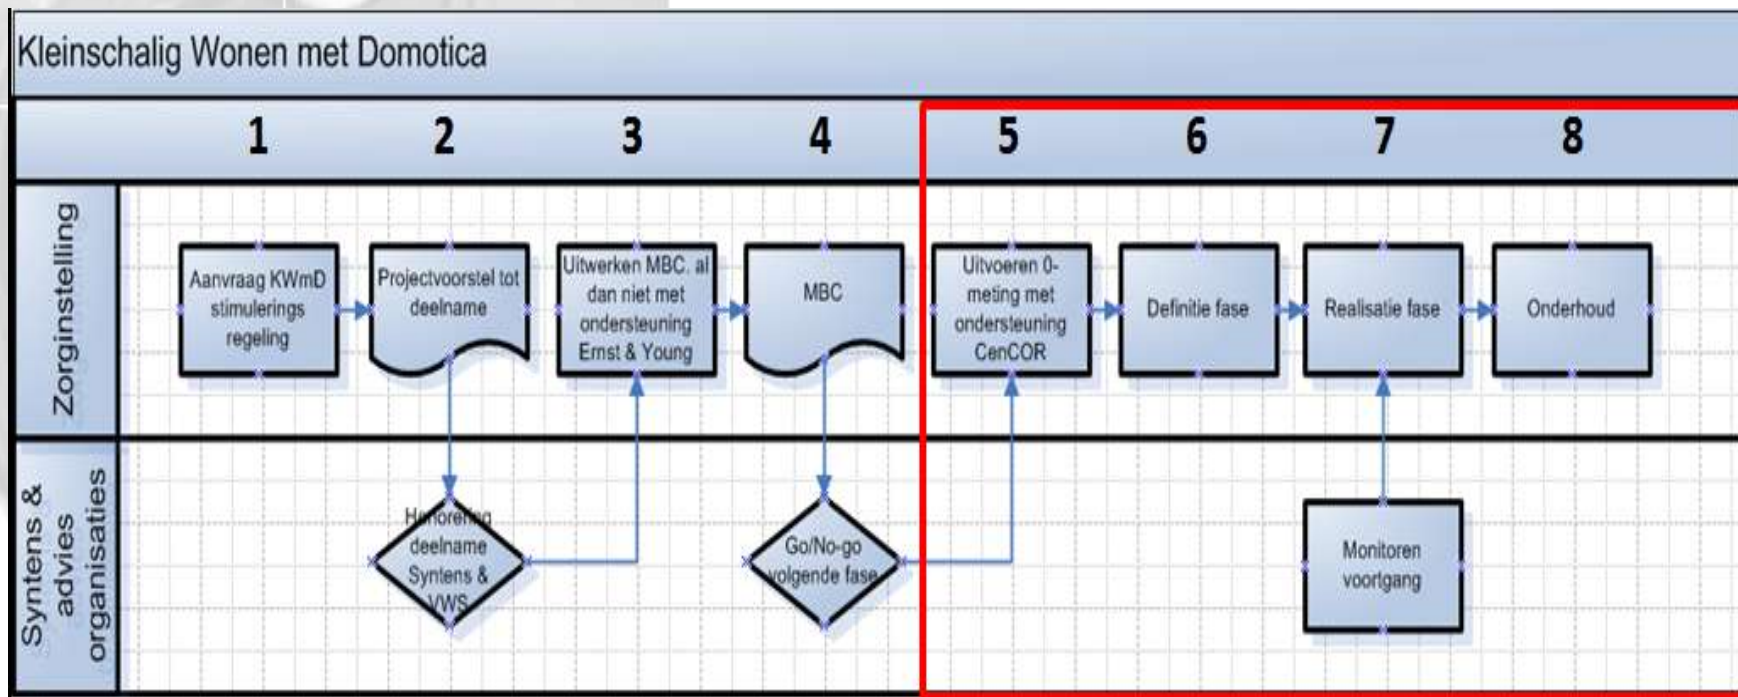 Kleinschalig Wonen met Domotica
1 2 3 4 5 6 7 8
Zorginstelling
Aanvraag KWmD
stimulerings
regeling
Projectvoorstel tot
deelname
Uitwerken MBC. al
dan niet met
ondersteuning
Ernst & Young
MBC
Uitvoeren 0-
meting met
ondersteuning
CenCOR
Definitie fase
Realisatie fase
Onderhoud
Syntens &
advies
organisaties
Honorering
deelname
Syntens &
VWS
Go/No-go
volgende fase
Monitoren
voortgang